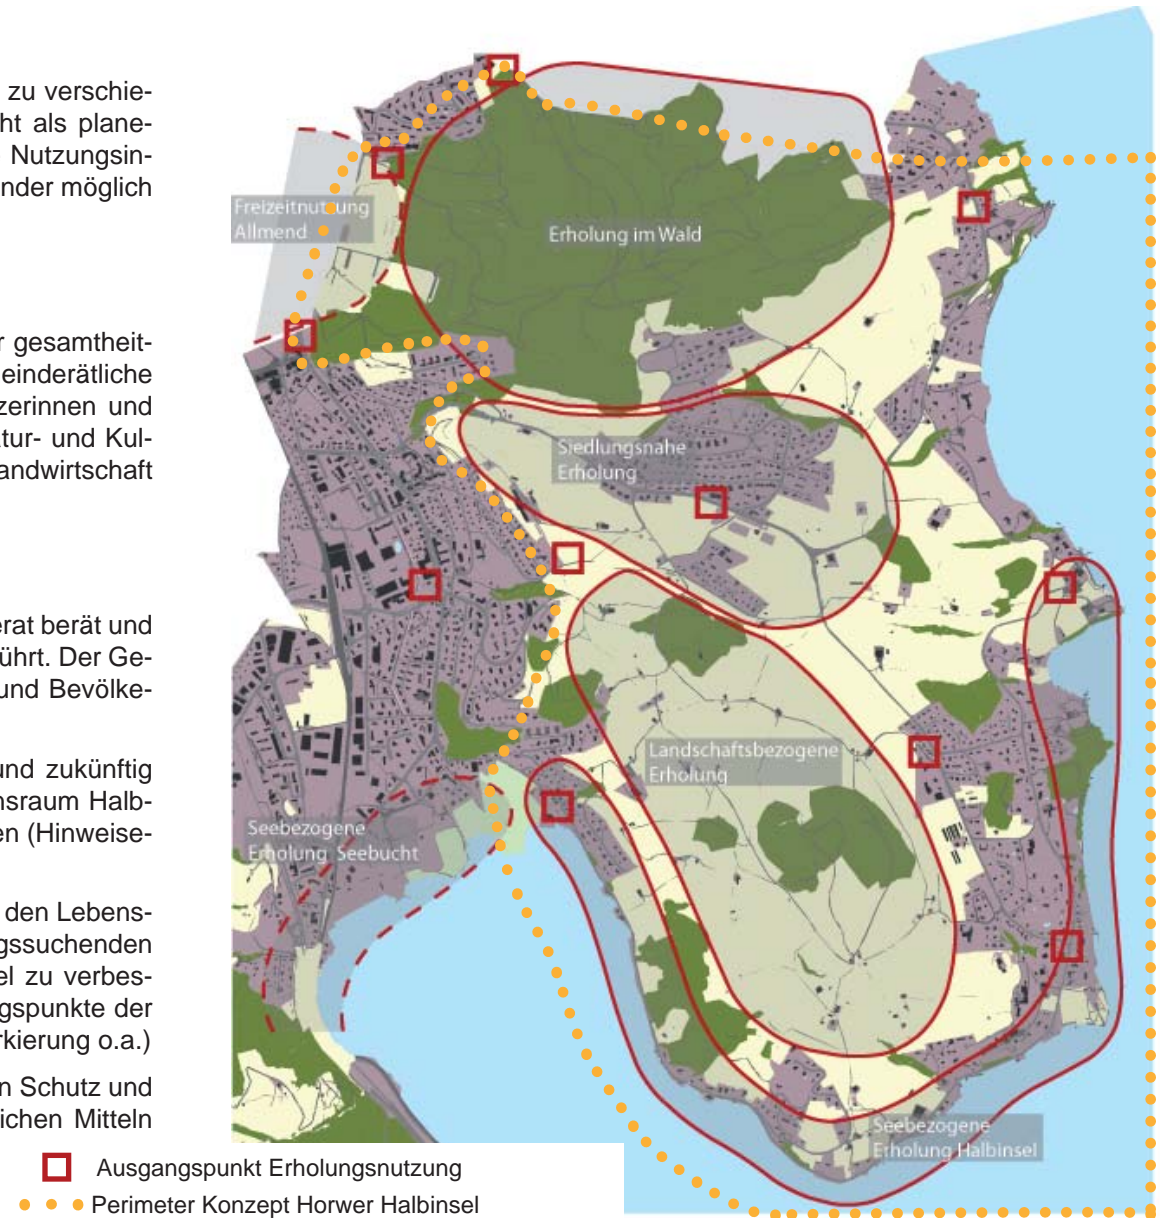 zu verschie-
ht als plane-
Nutzungsin-
nder möglich
r gesamtheit-
einderätliche
zerinnen und
tur- und Kul-
andwirtschaft
erat berät und
ührt. Der Ge-
und Bevölke-
und zukünftig
nsraum Halb-
en (Hinweise-
den Lebens-
gssuchenden
el zu verbes-
gspunkte der
rkierung o.a.)
n Schutz und
ichen Mitteln
Freizeitnutzung
Allmend
Erholung im Wald
Siedlungsnahe
Erholung
Landschaftsbezogene
Erholung
Seebezogene
Erholung Seebucht
Seebezogene
Erholung Halbinsel
Ausgangspunkt Erholungsnutzung
Perimeter Konzept Horwer Halbinsel